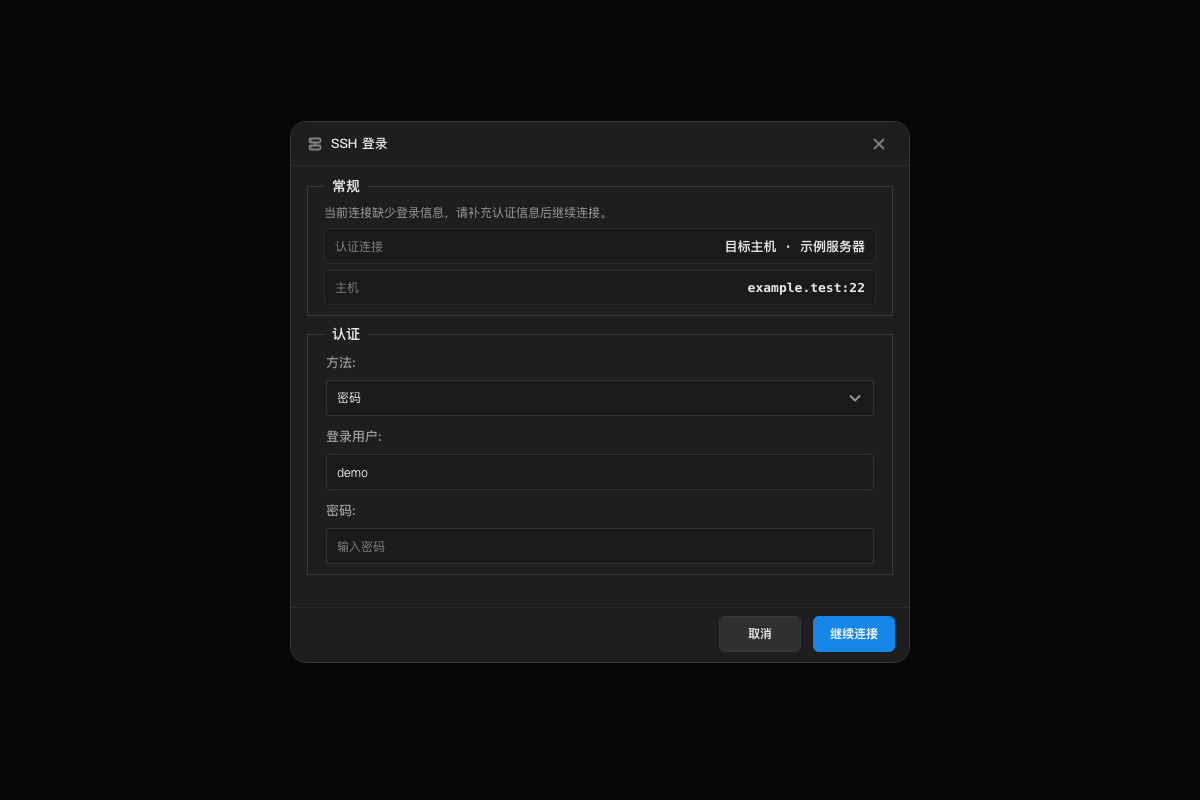 SSH 登录
常规
当前连接缺少登录信息，请补充认证信息后继续连接。
认证连接 目标主机 · 示例服务器
主机 example.test:22
认证
方法:
密码
登录用户:
demo
密码:
输入密码
取消 继续连接